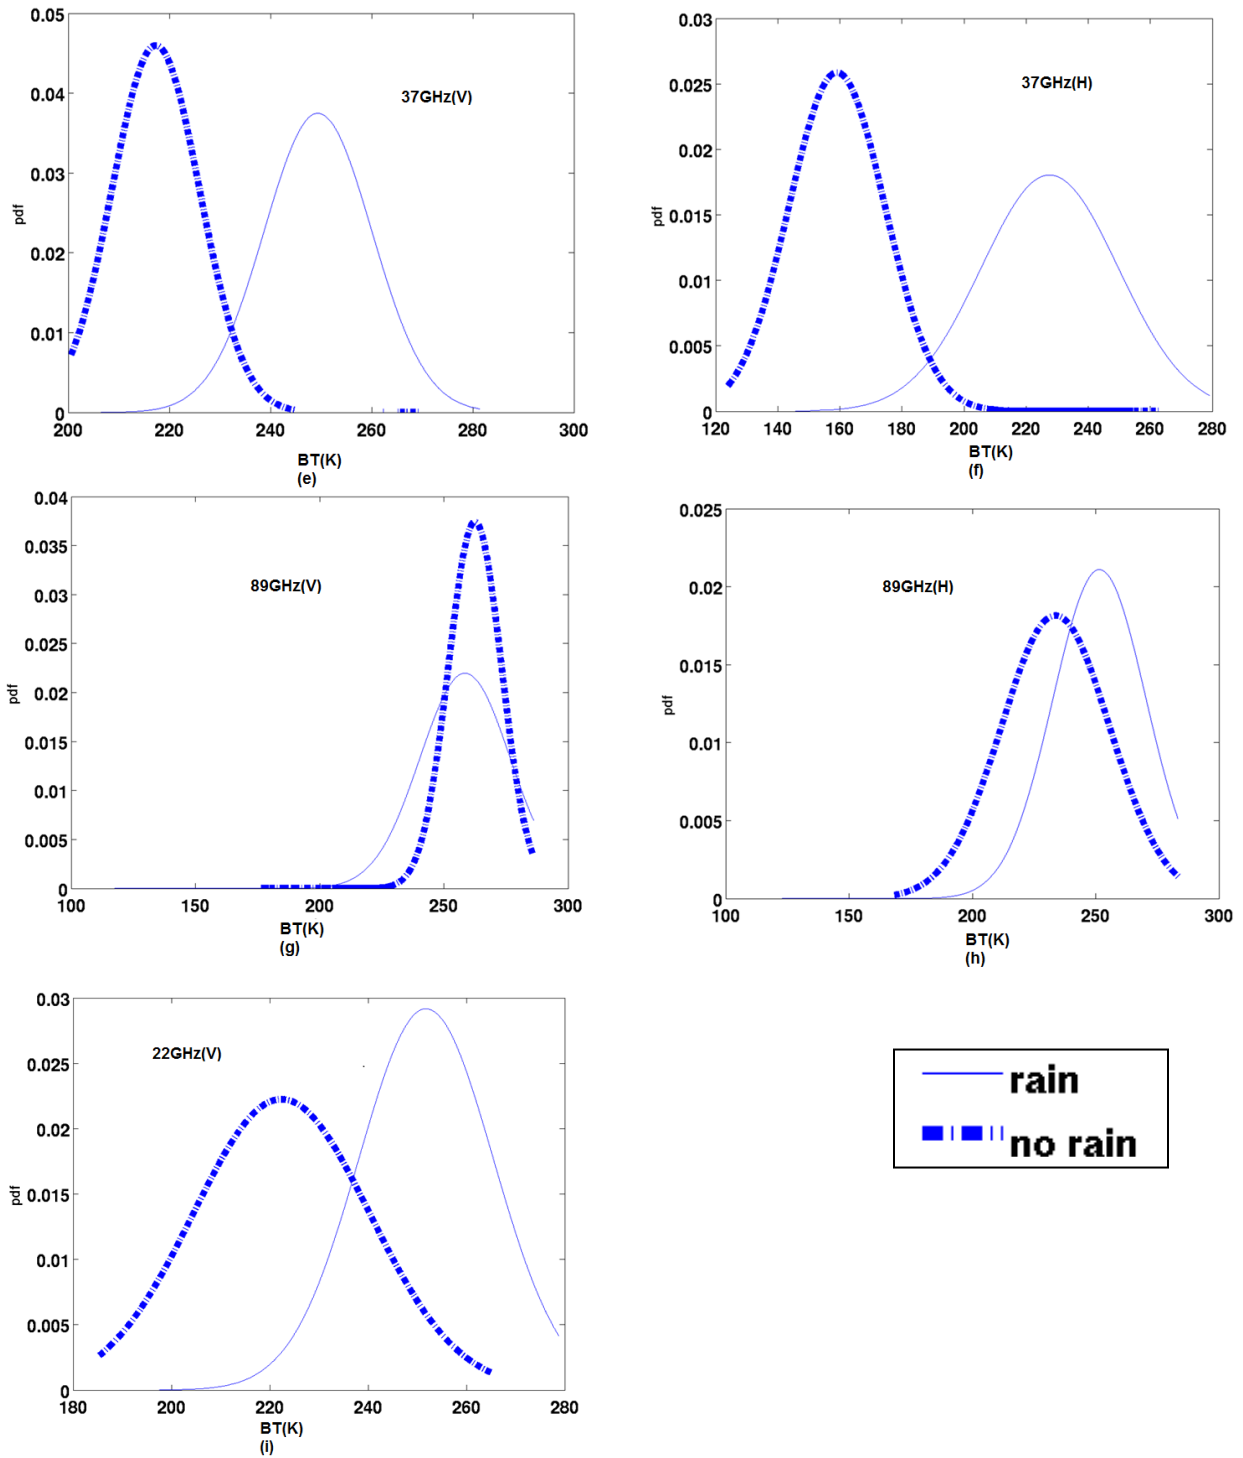 0.05
0.04
0.03
0.02
0.01
0
pdf
37GHz(V)
200 220 240 260 280 300
BT(K)
(e)
0.03
0.025
0.02
0.015
0.01
0.005
0
pdf
37GHz(H)
120 140 160 180 200 220 240 260 280
BT(K)
(f)
0.04
0.035
0.03
0.025
0.02
0.015
0.01
0.005
0
pdf
89GHz(V)
100 150 200 250 300
BT(K)
(g)
0.025
0.02
0.015
0.01
0.005
0
pdf
89GHz(H)
100 150 200 250 300
BT(K)
(h)
0.03
0.025
0.02
0.015
0.01
0.005
0
pdf
22GHz(V)
180 200 220 240 260 280
BT(K)
(i)
rain
no rain